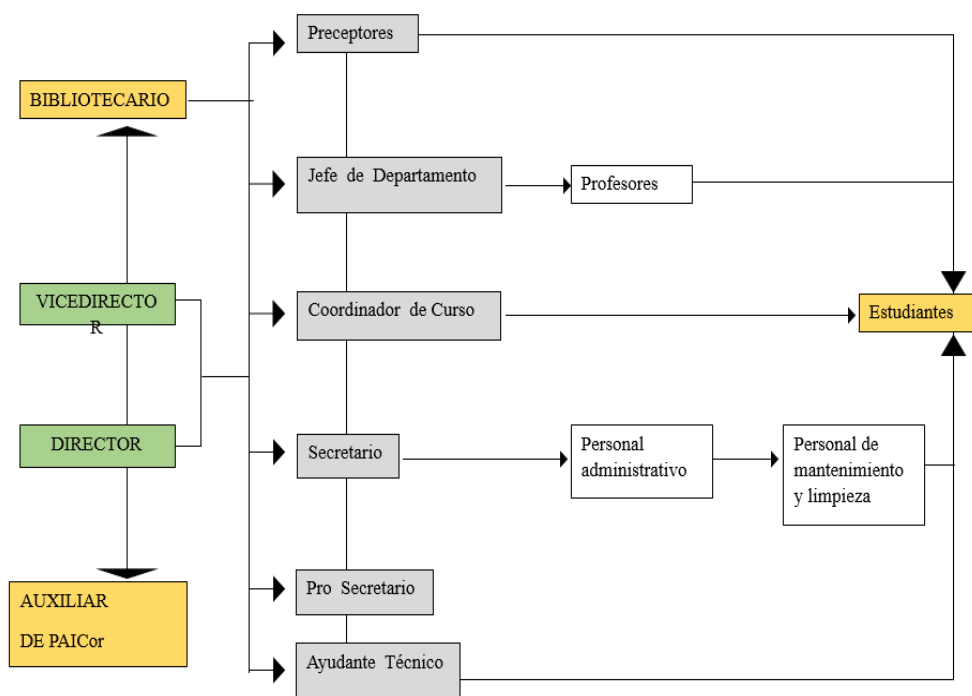 Preceptores
BIBLIOTECARIO
Jefe de Departamento
Profesores
VICEDIRECTO
R
Coordinador de Curso
Estudiantes
DIRECTOR
Secretario
Personal
administrativo
Personal de
mantenimiento
y limpieza
AUXILIAR
DE PAICor
Pro Secretario
Ayudante Técnico